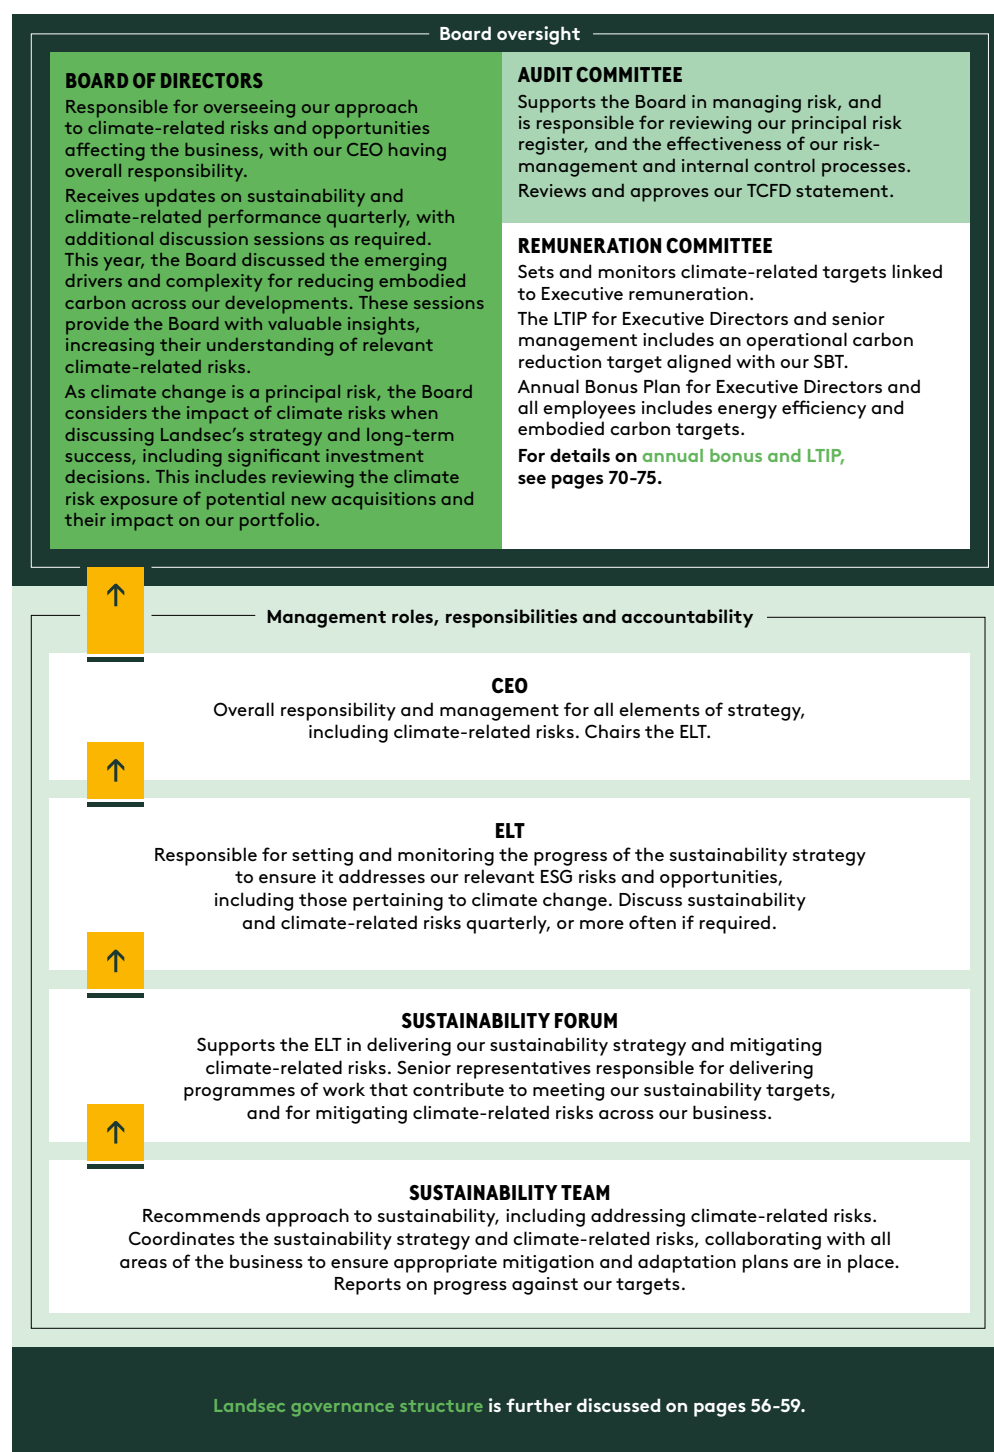 Board oversight
BOARD OF DIRECTORS
Responsible for overseeing our approach
to climate-related risks and opportunities
affecting the business, with our CEO having
overall responsibility.
Receives updates on sustainability and
climate-related performance quarterly, with
additional discussion sessions as required.
This year, the Board discussed the emerging
drivers and complexity for reducing embodied
carbon across our developments. These sessions
provide the Board with valuable insights,
increasing their understanding of relevant
climate-related risks.
As climate change is a principal risk, the Board
considers the impact of climate risks when
discussing Landsec’s strategy and long-term
success, including significant investment
decisions. This includes reviewing the climate
risk exposure of potential new acquisitions and
their impact on our portfolio.
AUDIT COMMITTEE
Supports the Board in managing risk, and
is responsible for reviewing our principal risk
register, and the effectiveness of our risk-
management and internal control processes.
Reviews and approves our TCFD statement.
REMUNERATION COMMITTEE
Sets and monitors climate-related targets linked
to Executive remuneration.
The LTIP for Executive Directors and senior
management includes an operational carbon
reduction target aligned with our SBT.
Annual Bonus Plan for Executive Directors and
all employees includes energy efficiency and
embodied carbon targets.
For details on annual bonus and LTIP,
see pages 70-75.
Management roles, responsibilities and accountability
CEO
Overall responsibility and management for all elements of strategy,
including climate-related risks. Chairs the ELT.
ELT
Responsible for setting and monitoring the progress of the sustainability strategy
to ensure it addresses our relevant ESG risks and opportunities,
including those pertaining to climate change. Discuss sustainability
and climate-related risks quarterly, or more often if required.
SUSTAINABILITY FORUM
Supports the ELT in delivering our sustainability strategy and mitigating
climate-related risks. Senior representatives responsible for delivering
programmes of work that contribute to meeting our sustainability targets,
and for mitigating climate-related risks across our business.
SUSTAINABILITY TEAM
Recommends approach to sustainability, including addressing climate-related risks.
Coordinates the sustainability strategy and climate-related risks, collaborating with all
areas of the business to ensure appropriate mitigation and adaptation plans are in place.
Reports on progress against our targets.
Landsec governance structure is further discussed on pages 56-59.